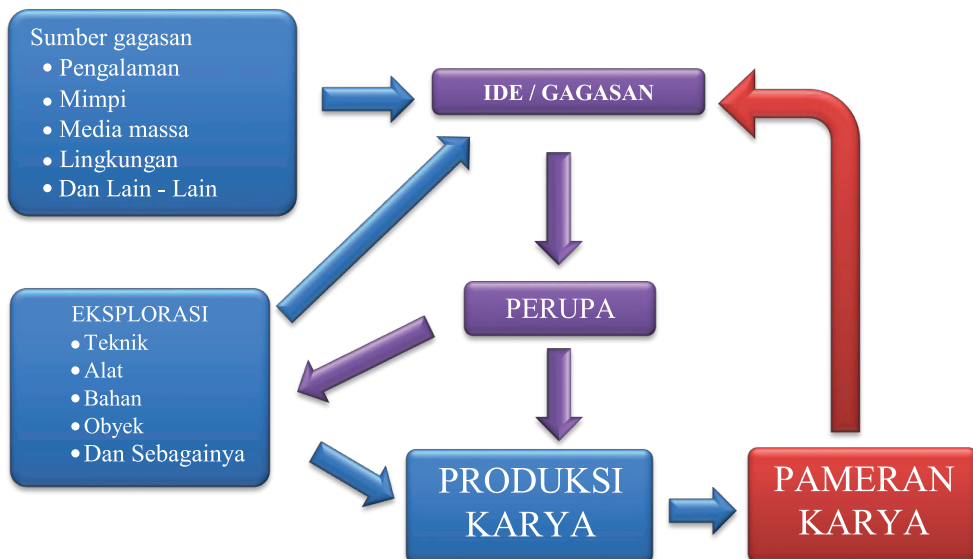 Sumber gagasan
• Pengalaman
• Mimpi
• Media massa
• Lingkungan
• Dan Lain - Lain
IDE / GAGASAN
PERUPA
EKSPLORASI
• Teknik
• Alat
• Bahan
• Obyek
• Dan Sebagainya
PRODUKSI
KARYA
PAMERAN
KARYA